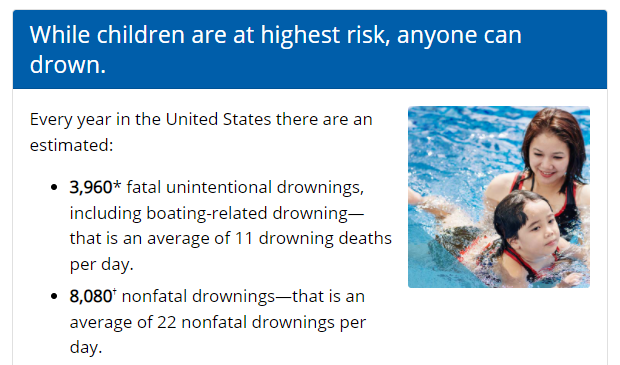 While children are at highest risk, anyone can
drown.
Every year in the United States there are an
estimated:
• 3,960* fatal unintentional drownings,
including boating-related drowning—
that is an average of 11 drowning deaths
per day.
• 8,080† nonfatal drownings—that is an
average of 22 nonfatal drownings per
day.